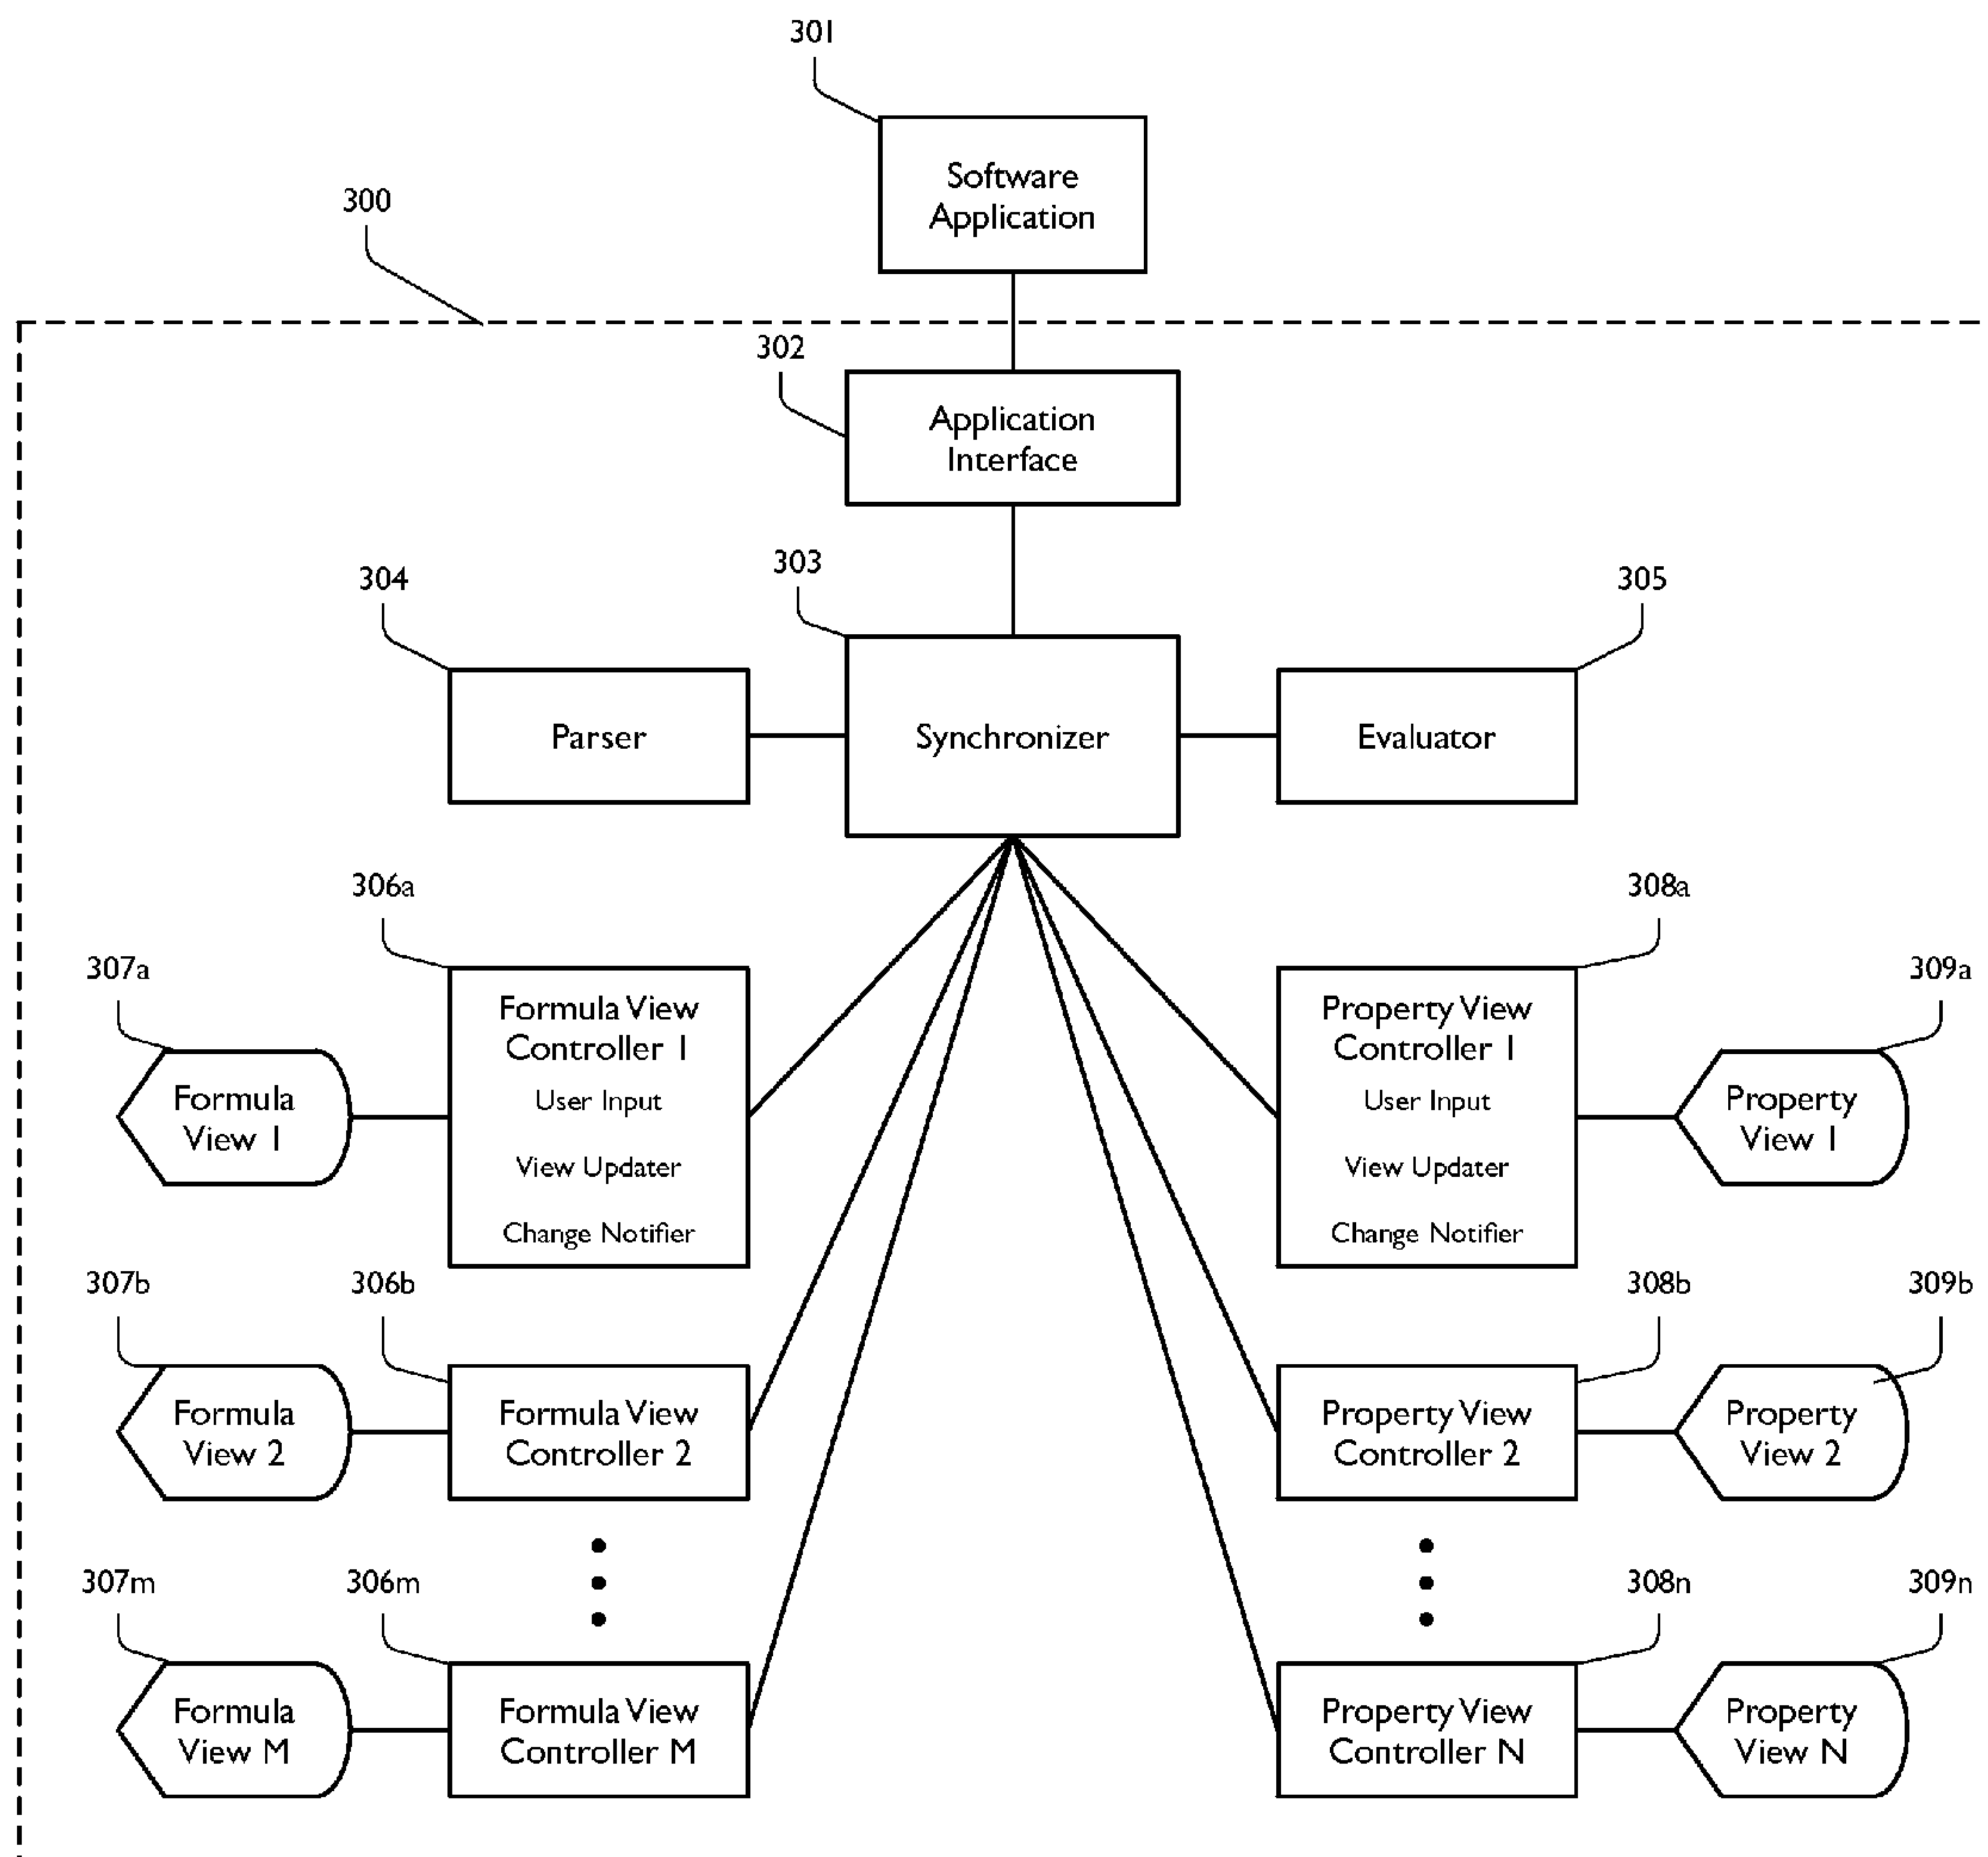 301
Software
Application
300
302
Application
Interface
304
303
305
Parser
Synchronizer
Evaluator
306a
308a
307a
309a
Formula View
Controller 1
User Input
View Updater
Change Notifier
Property View
Controller 1
User Input
View Updater
Change Notifier
Formula
View 1
Property
View 1
307b
306b
308b
309b
Formula
View 2
Formula View
Controller 2
Property View
Controller 2
Property
View 2
307m
306m
308n
309n
Formula
View M
Formula View
Controller M
Property View
Controller N
Property
View N